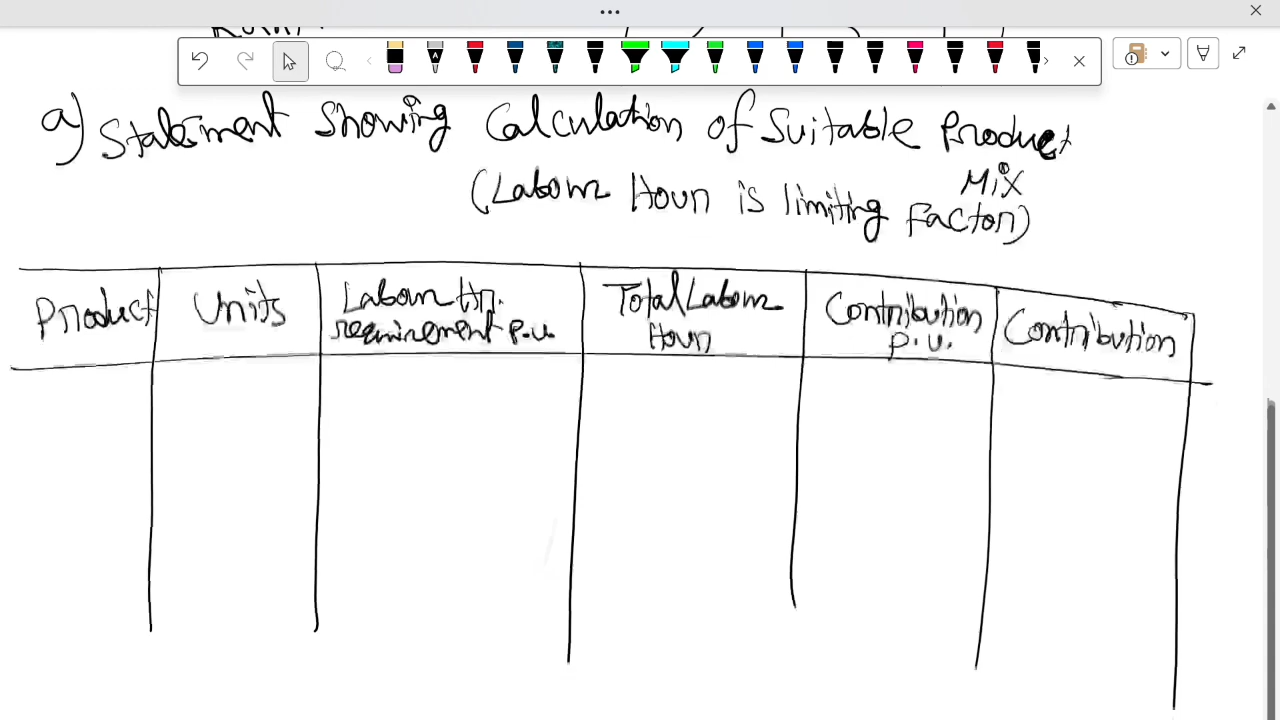 a) Statement Showing Calculation of Suitable Product
Mix
(Labour Hour is limiting Factor)
Product
Units
Labour Hr.
requirement p.u.
Total Labour
Hour
Contribution
p.u.
Contribution